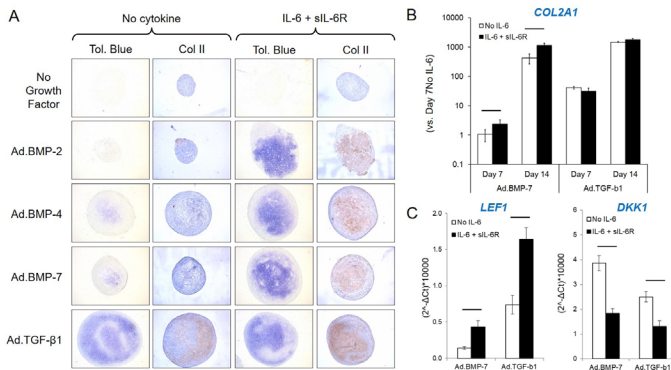 A
No cytokine
IL-6 + sIL-6R
Tol. Blue
Col II
Tol. Blue
Col II
No
Growth
Factor
Ad.BMP-2
Ad.BMP-4
Ad.BMP-7
Ad.TGF-β1
B
COL2A1
No IL-6
IL-6 + sIL-6R
(vs. Day 7No IL-6)
10000
1000
100
10
1
0.1
Day 7
Day 14
Day 7
Day 14
Ad.BMP-7
Ad.TGF-b1
C
LEF1
No IL-6
IL-6 + sIL-6R
(2^-ΔCt)*10000
2.0
1.5
1.0
0.5
0.0
Ad.BMP-7
Ad.TGF-b1
DKK1
No IL-6
IL-6 + sIL-6R
(2^-ΔCt)*10000
6
5
4
3
2
1
0
Ad.BMP-7
Ad.TGF-b1